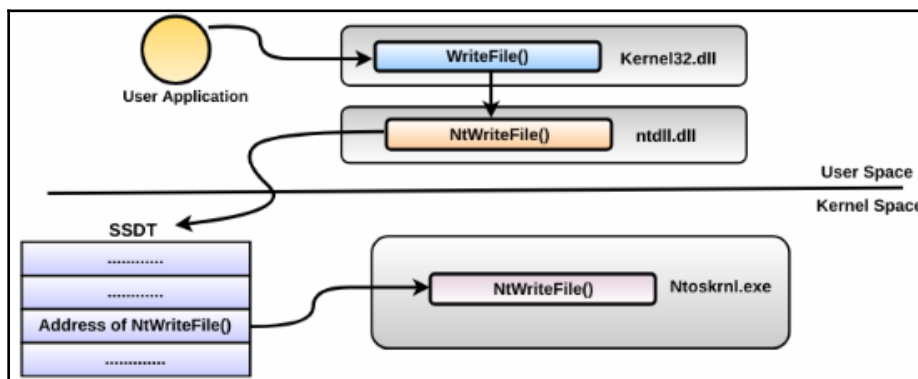 WriteFile()
Kernel32.dll
User Application
NtWriteFile()
ntdll.dll
User Space
Kernel Space
SSDT
............
............
NtWriteFile()
Ntoskrnl.exe
Address of NtWriteFile()
.............